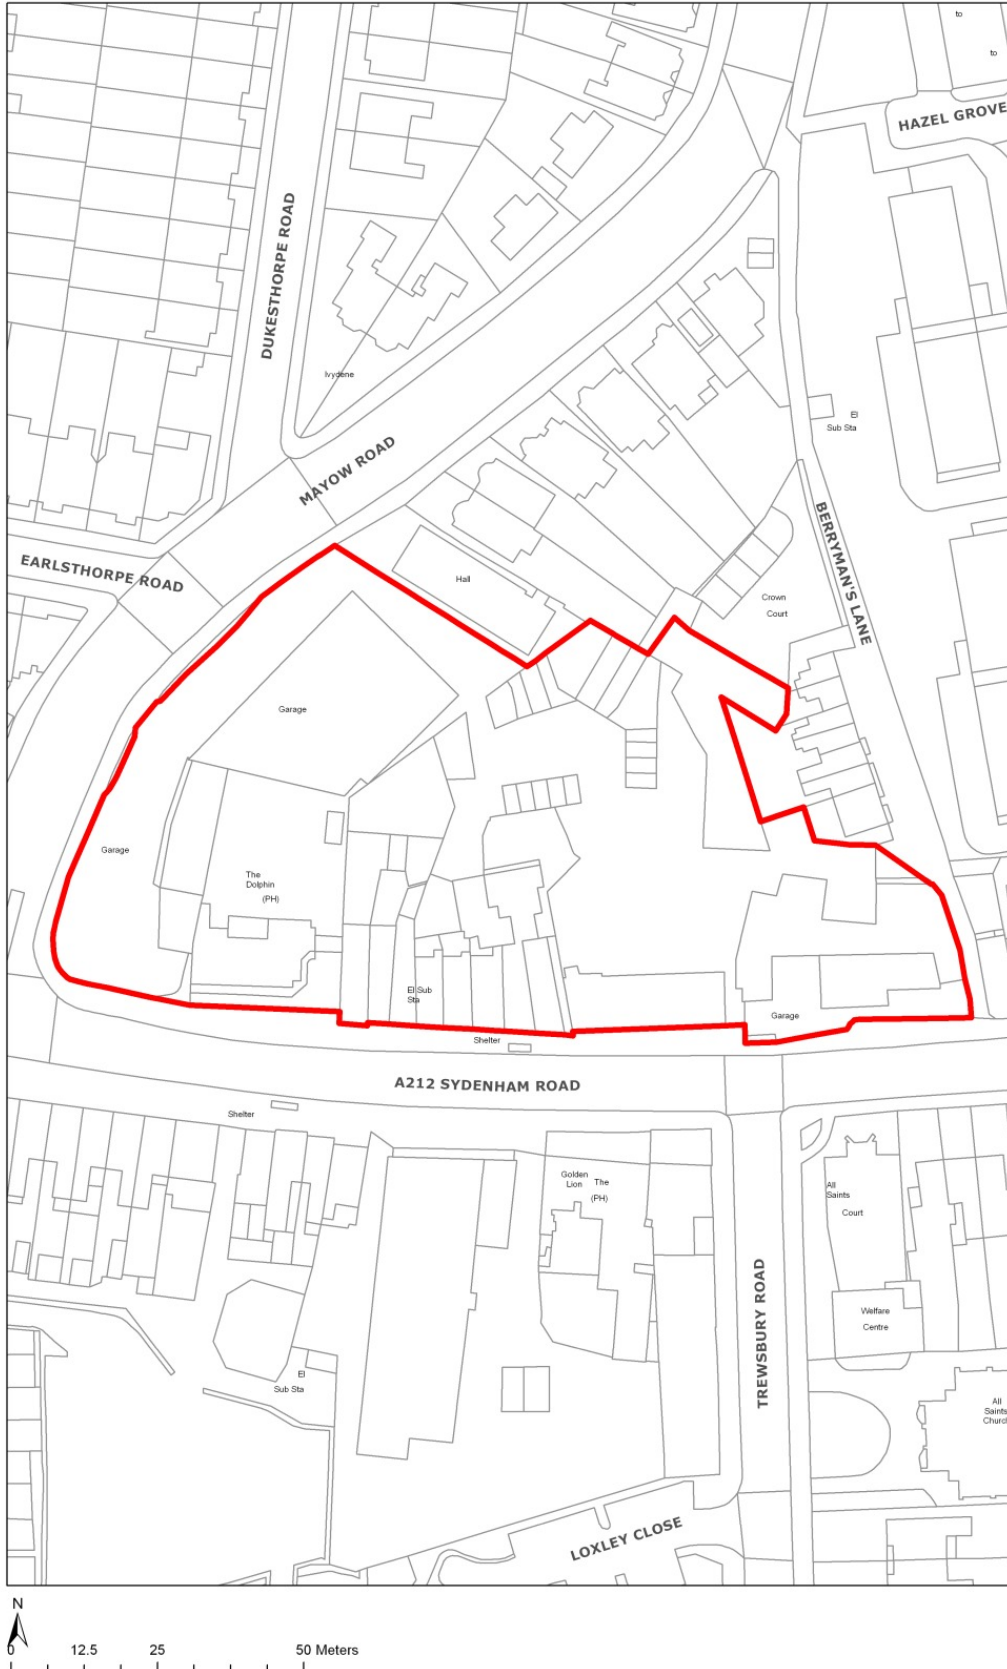 to
to
HAZEL GROVE
DUKESTHORPE ROAD
Ivydene
El
Sub Sta
MAYOW ROAD
BERRYMAN'S LANE
EARLSTHORPE ROAD
Hall
Crown
Court
Garage
Garage
The
Dolphin
(PH)
El Sub
Sta
Garage
Shelter
A212 SYDENHAM ROAD
Shelter
Golden
Lion The
(PH)
All
Saints
Court
TREWSBURY ROAD
Welfare
Centre
El
Sub Sta
All
Saints
Church
LOXLEY CLOSE
N
0 12.5 25 50 Meters